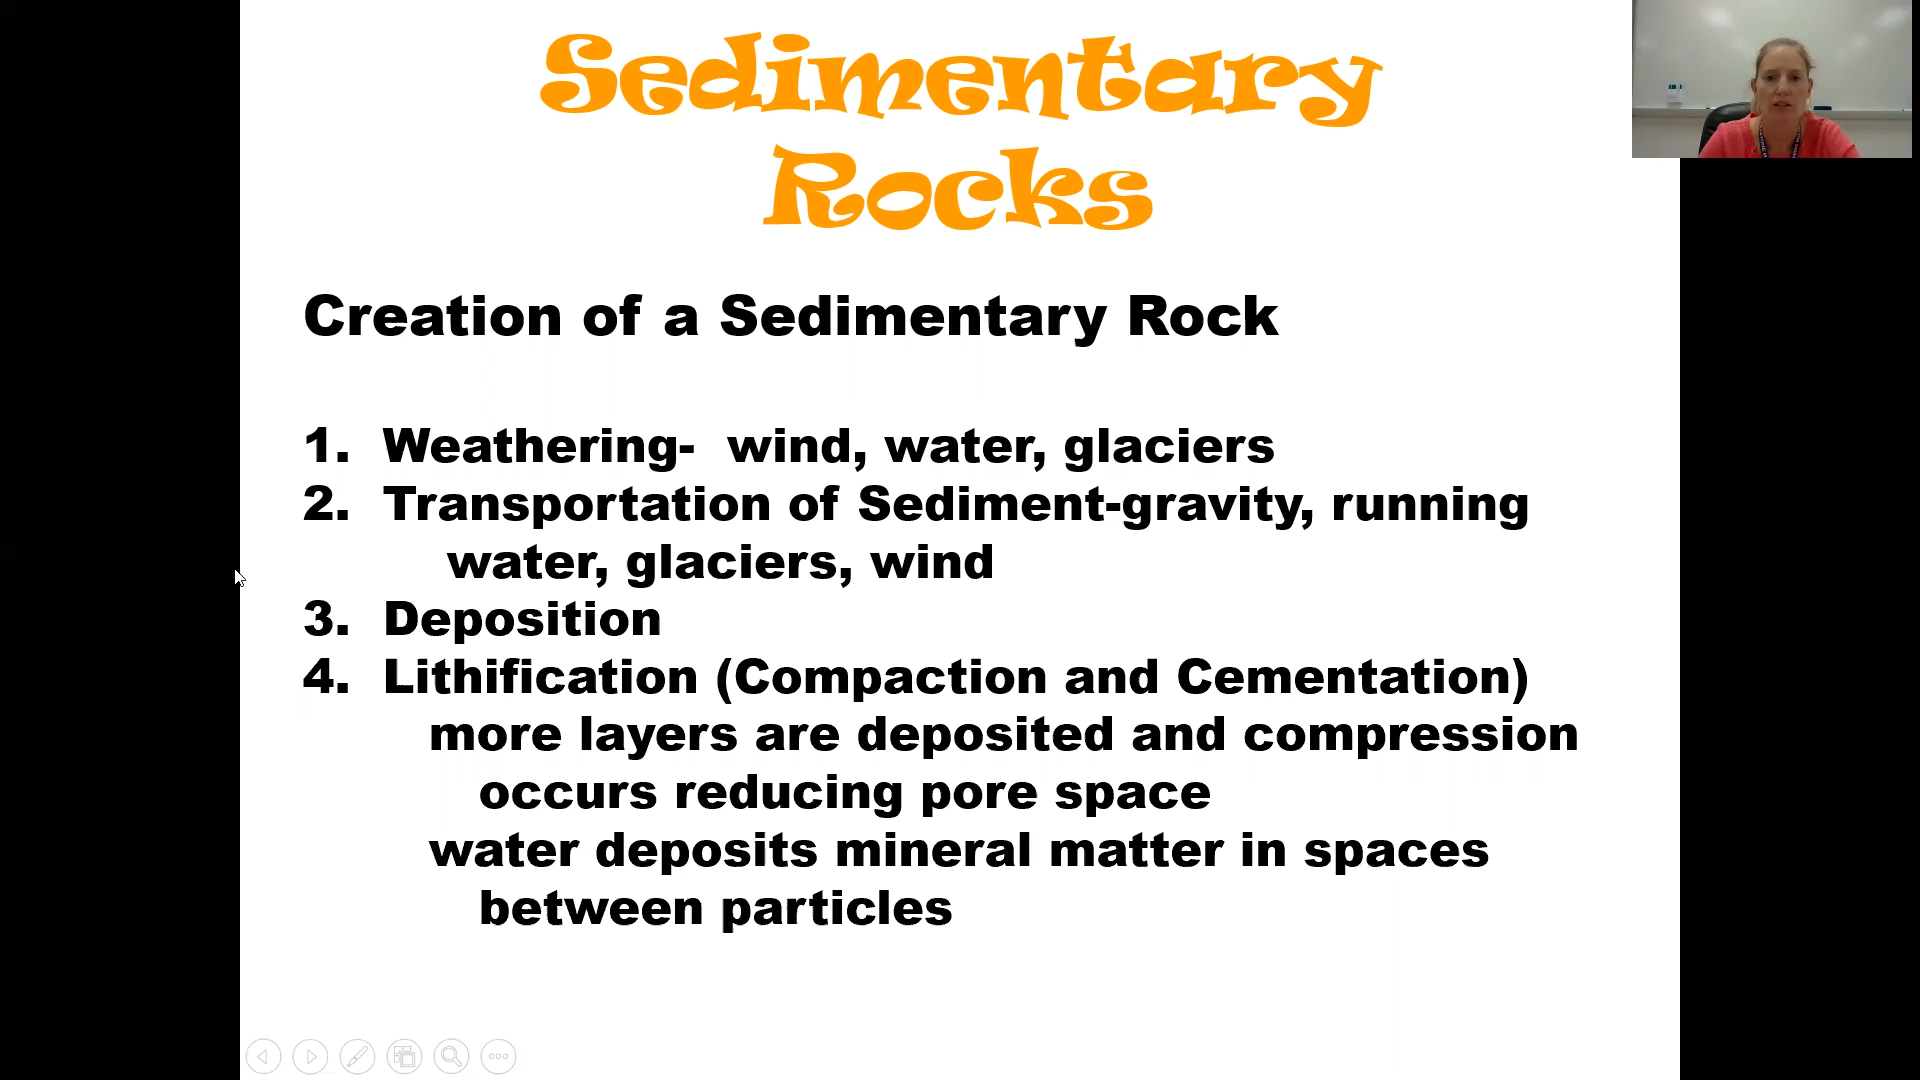 Sedimentary
Rocks
Creation of a Sedimentary Rock
1. Weathering- wind, water, glaciers
2. Transportation of Sediment-gravity, running
water, glaciers, wind
3. Deposition
4. Lithification (Compaction and Cementation)
more layers are deposited and compression
occurs reducing pore space
water deposits mineral matter in spaces
between particles